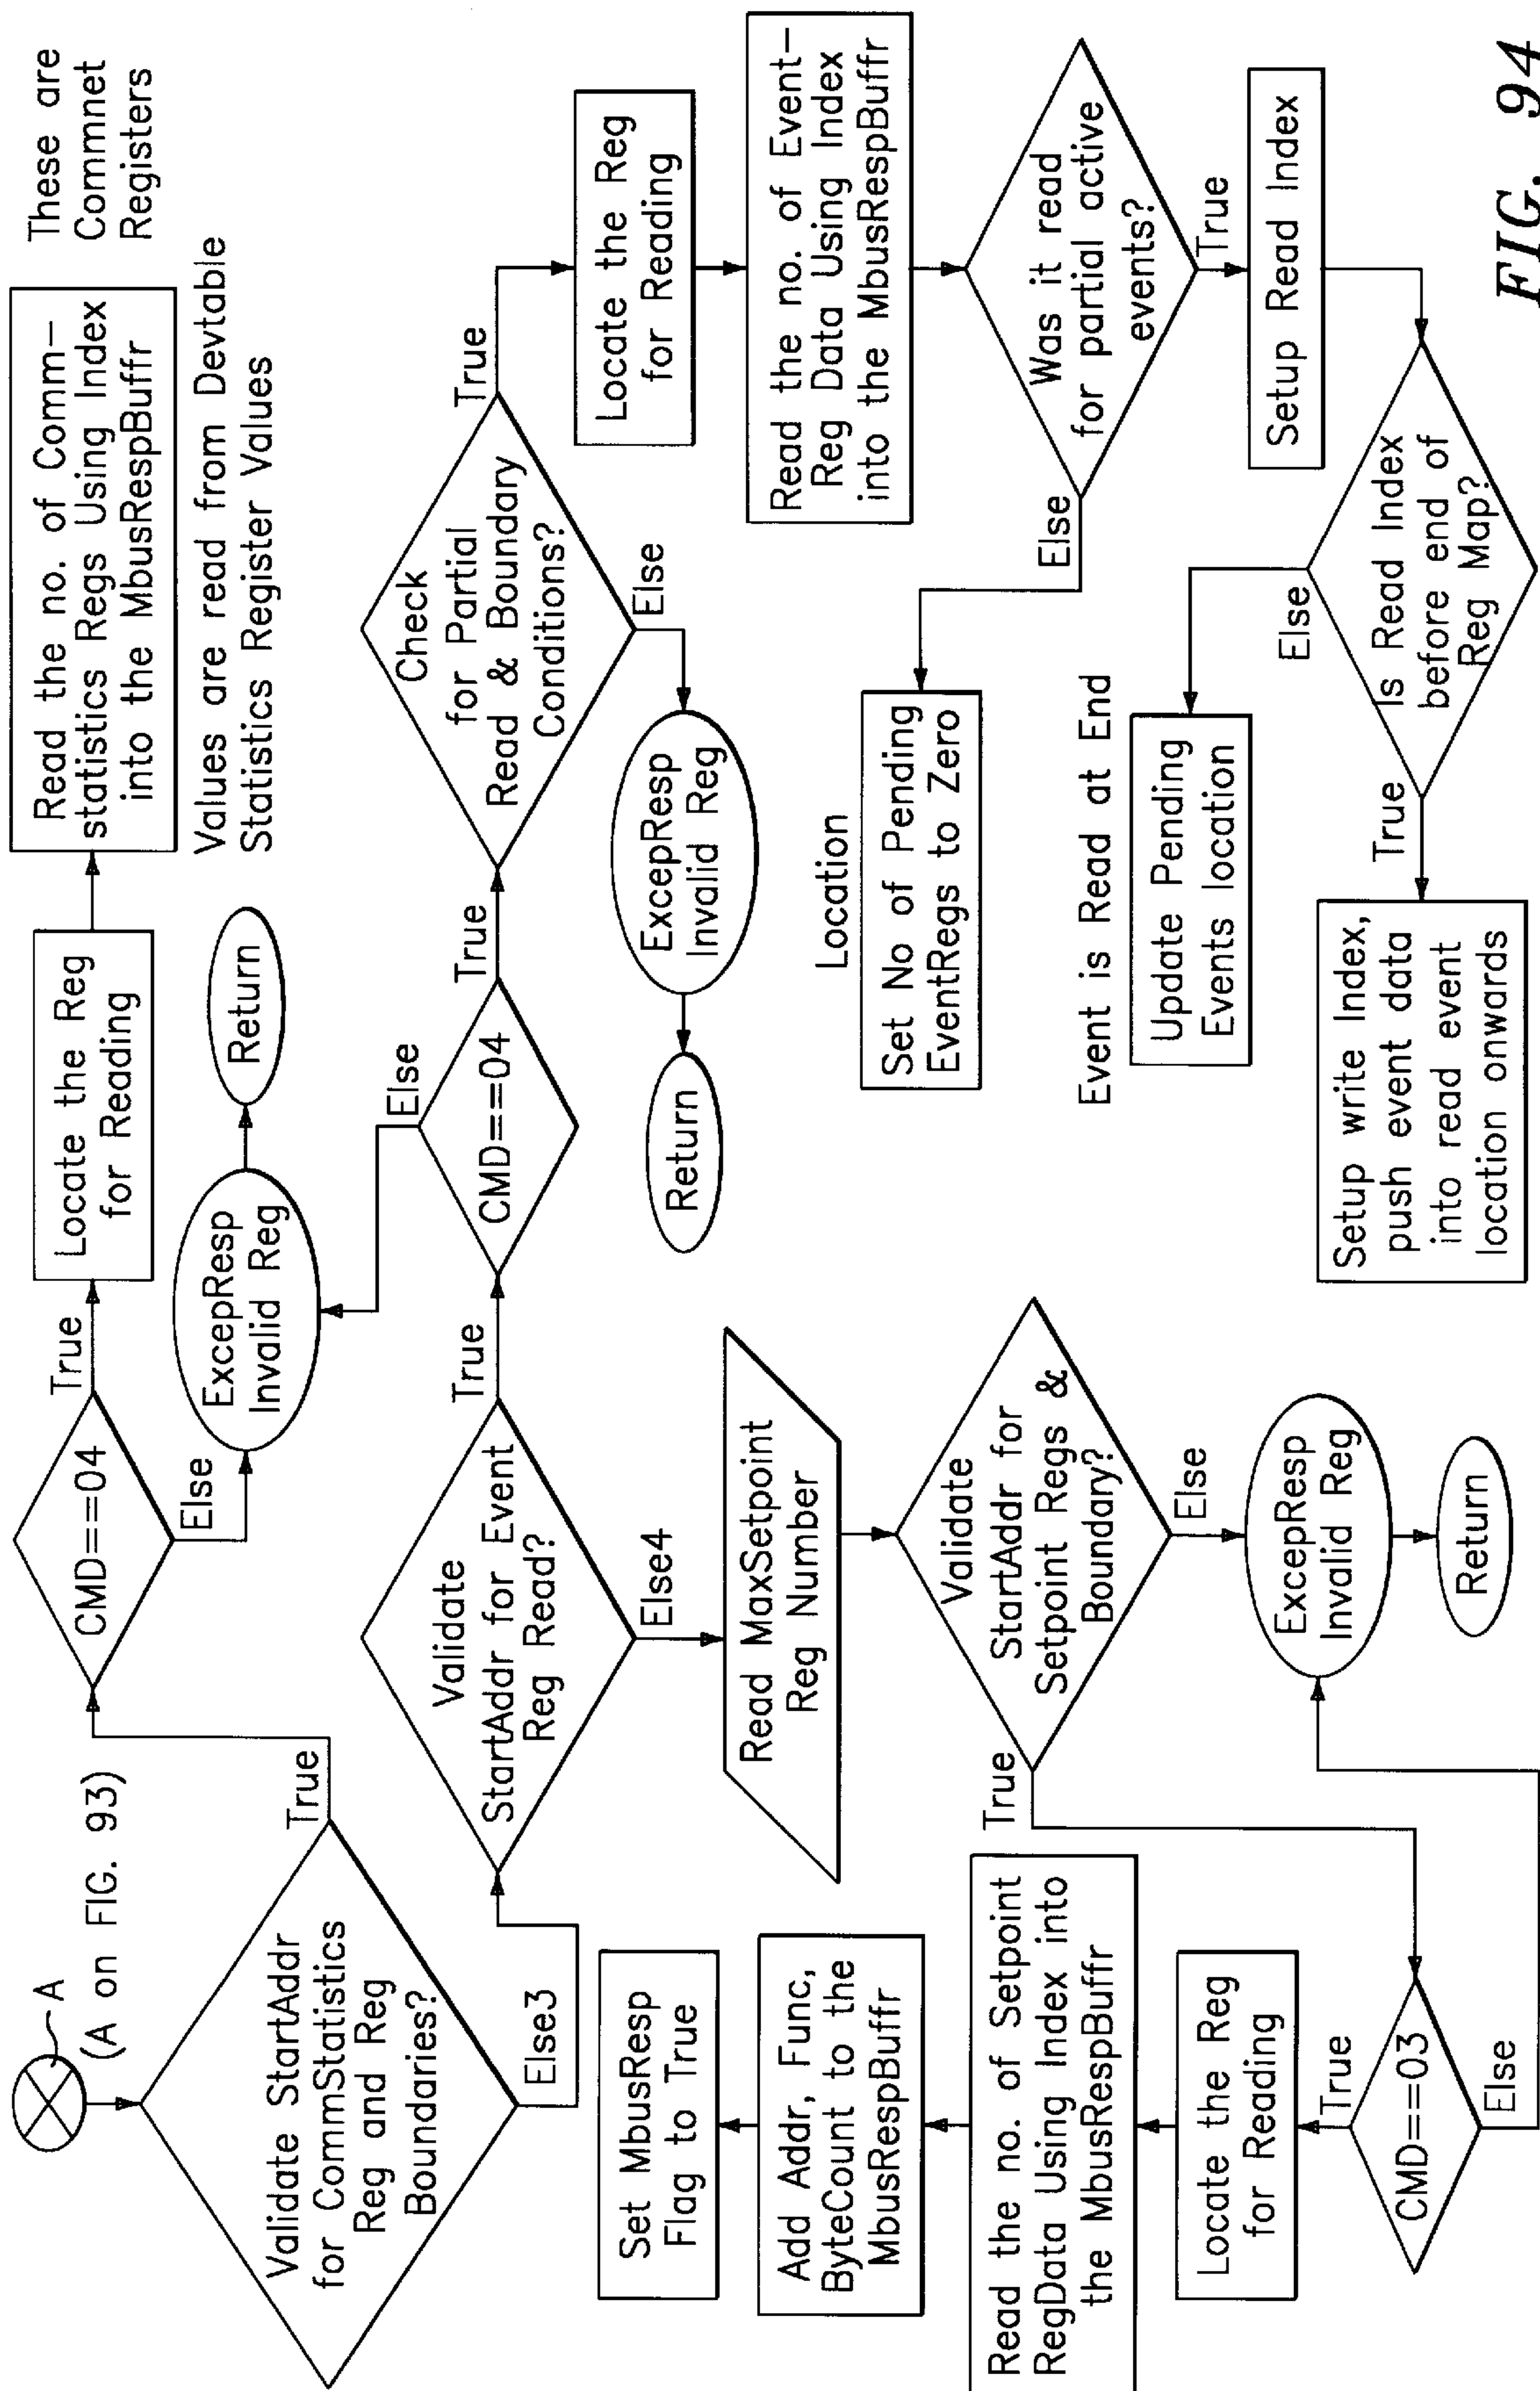 A
(A on FIG. 93)
Validate StartAddr
for CommStatistics
Reg and Reg
Boundaries?
True
Else3
CMD==04
True
Else
Locate the Reg
for Reading
Read the no. of Comm-
statistics Regs Using Index
into the MbusRespBuffr
These are
Commnet
Registers
Values are read from Devtable
Statistics Register Values
ExcepResp
Invalid Reg
Return
Validate
StartAddr for Event
Reg Read?
True
Else4
CMD==04
True
Else
Check
for Partial
Read & Boundary
Conditions?
True
Else
ExcepResp
Invalid Reg
Return
Locate the Reg
for Reading
Read the no. of Event-
Reg Data Using Index
into the MbusRespBuffr
Was it read
for partial active
events?
True
Else
Location
Set No of Pending
EventRegs to Zero
Setup Read Index
Is Read Index
before end of
Reg Map?
Else
True
Event is Read at End
Update Pending
Events location
Setup write Index,
push event data
into read event
location onwards
Read MaxSetpoint
Reg Number
Validate
StartAddr for
Setpoint Regs &
Boundary?
True
Else
ExcepResp
Invalid Reg
Return
CMD==03
True
Else
Locate the Reg
for Reading
Read the no. of Setpoint
RegData Using Index into
the MbusRespBuffr
Add Addr, Func,
ByteCount to the
MbusRespBuffr
Set MbusResp
Flag to True
FIG. 94